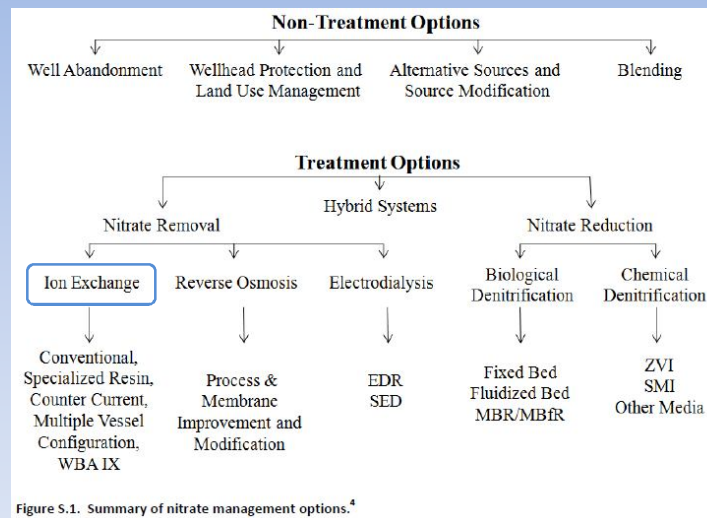 Non-Treatment Options
Well Abandonment
Wellhead Protection and
Land Use Management
Alternative Sources and
Source Modification
Blending
Treatment Options
Nitrate Removal
Hybrid Systems
Nitrate Reduction
Ion Exchange
Reverse Osmosis
Electrodialysis
Biological
Denitrification
Chemical
Denitrification
Conventional,
Specialized Resin,
Counter Current,
Multiple Vessel
Configuration,
WBA IX
Process &
Membrane
Improvement and
Modification
EDR
SED
Fixed Bed
Fluidized Bed
MBR/MBfR
ZVI
SMI
Other Media
Figure S.1. Summary of nitrate management options.⁴